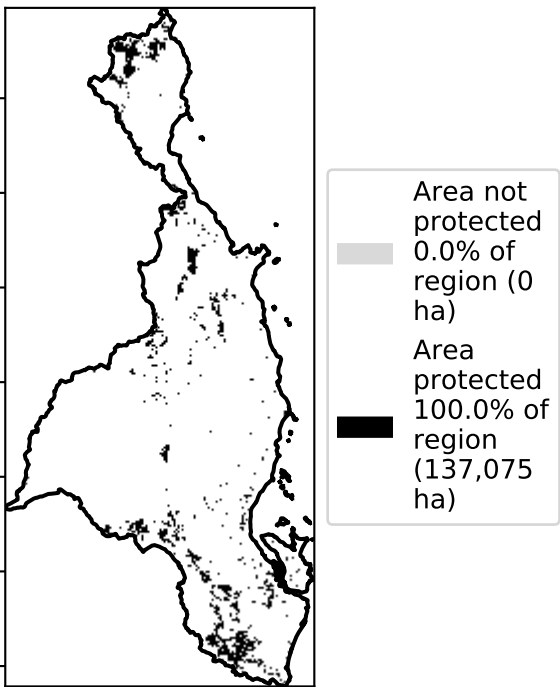 Area not
protected
0.0% of
region (0
ha)
Area
protected
100.0% of
region
(137,075
ha)